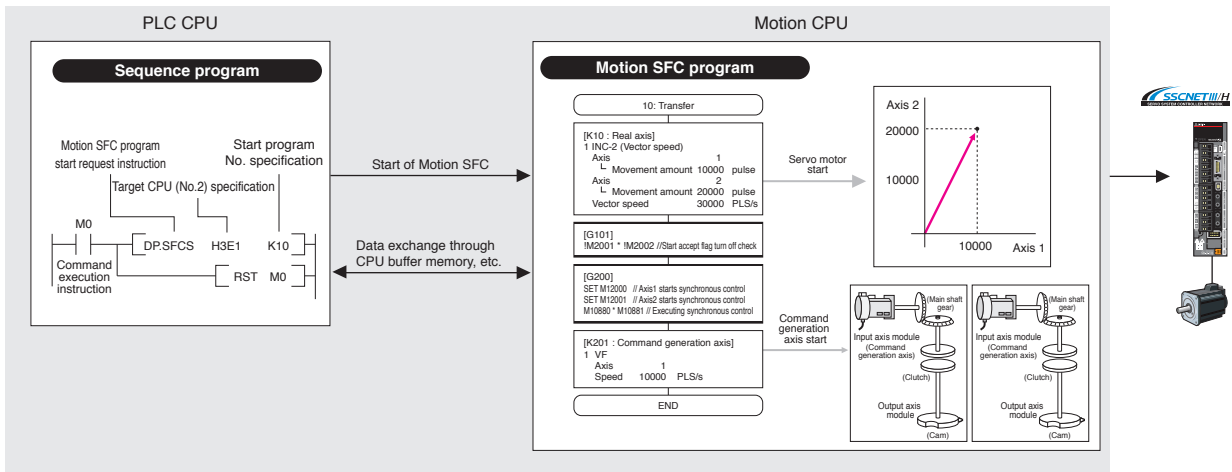 PLC CPU
Motion CPU
Sequence program
Motion SFC program
start request instruction
Start program
No. specification
Target CPU (No.2) specification
M0
DP.SFCS H3E1 K10
Command
execution
instruction
RST M0
Start of Motion SFC
Data exchange through
CPU buffer memory, etc.
Motion SFC program
10: Transfer
[K10 : Real axis]
1 INC-2 (Vector speed)
Axis 1
Movement amount 10000 pulse
Axis 2
Movement amount 20000 pulse
Vector speed 30000 PLS/s
[G101]
!M2001 * !M2002 //Start accept flag turn off check
[G200]
SET M12000 // Axis1 starts synchronous control
SET M12001 // Axis2 starts synchronous control
M10880 * M10881 // Executing synchronous control
[K201 : Command generation axis]
1 VF
Axis 1
Speed 10000 PLS/s
END
Servo motor
start
Command
generation
axis start
Axis 2
20000
10000
10000 Axis 1
(Main shaft
gear)
Input axis module
(Command
generation axis)
(Clutch)
Output axis
module
(Cam)
(Main shaft
gear)
Input axis module
(Command
generation axis)
(Clutch)
Output axis
module
(Cam)
SSCNETIII/H
SERVO SYSTEM CONTROLLER NETWORK